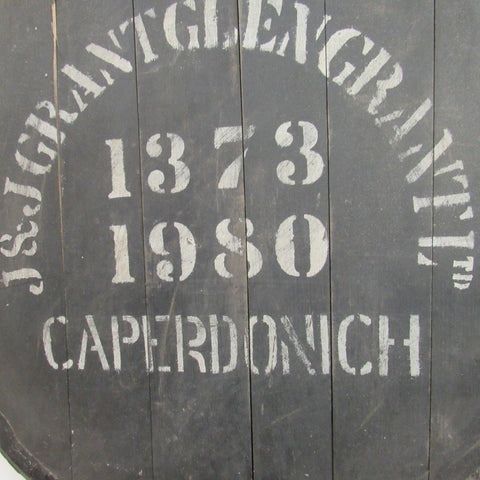 J&J GRANT GLEN GRANT LTD
1373
1980
CAPERDONICH